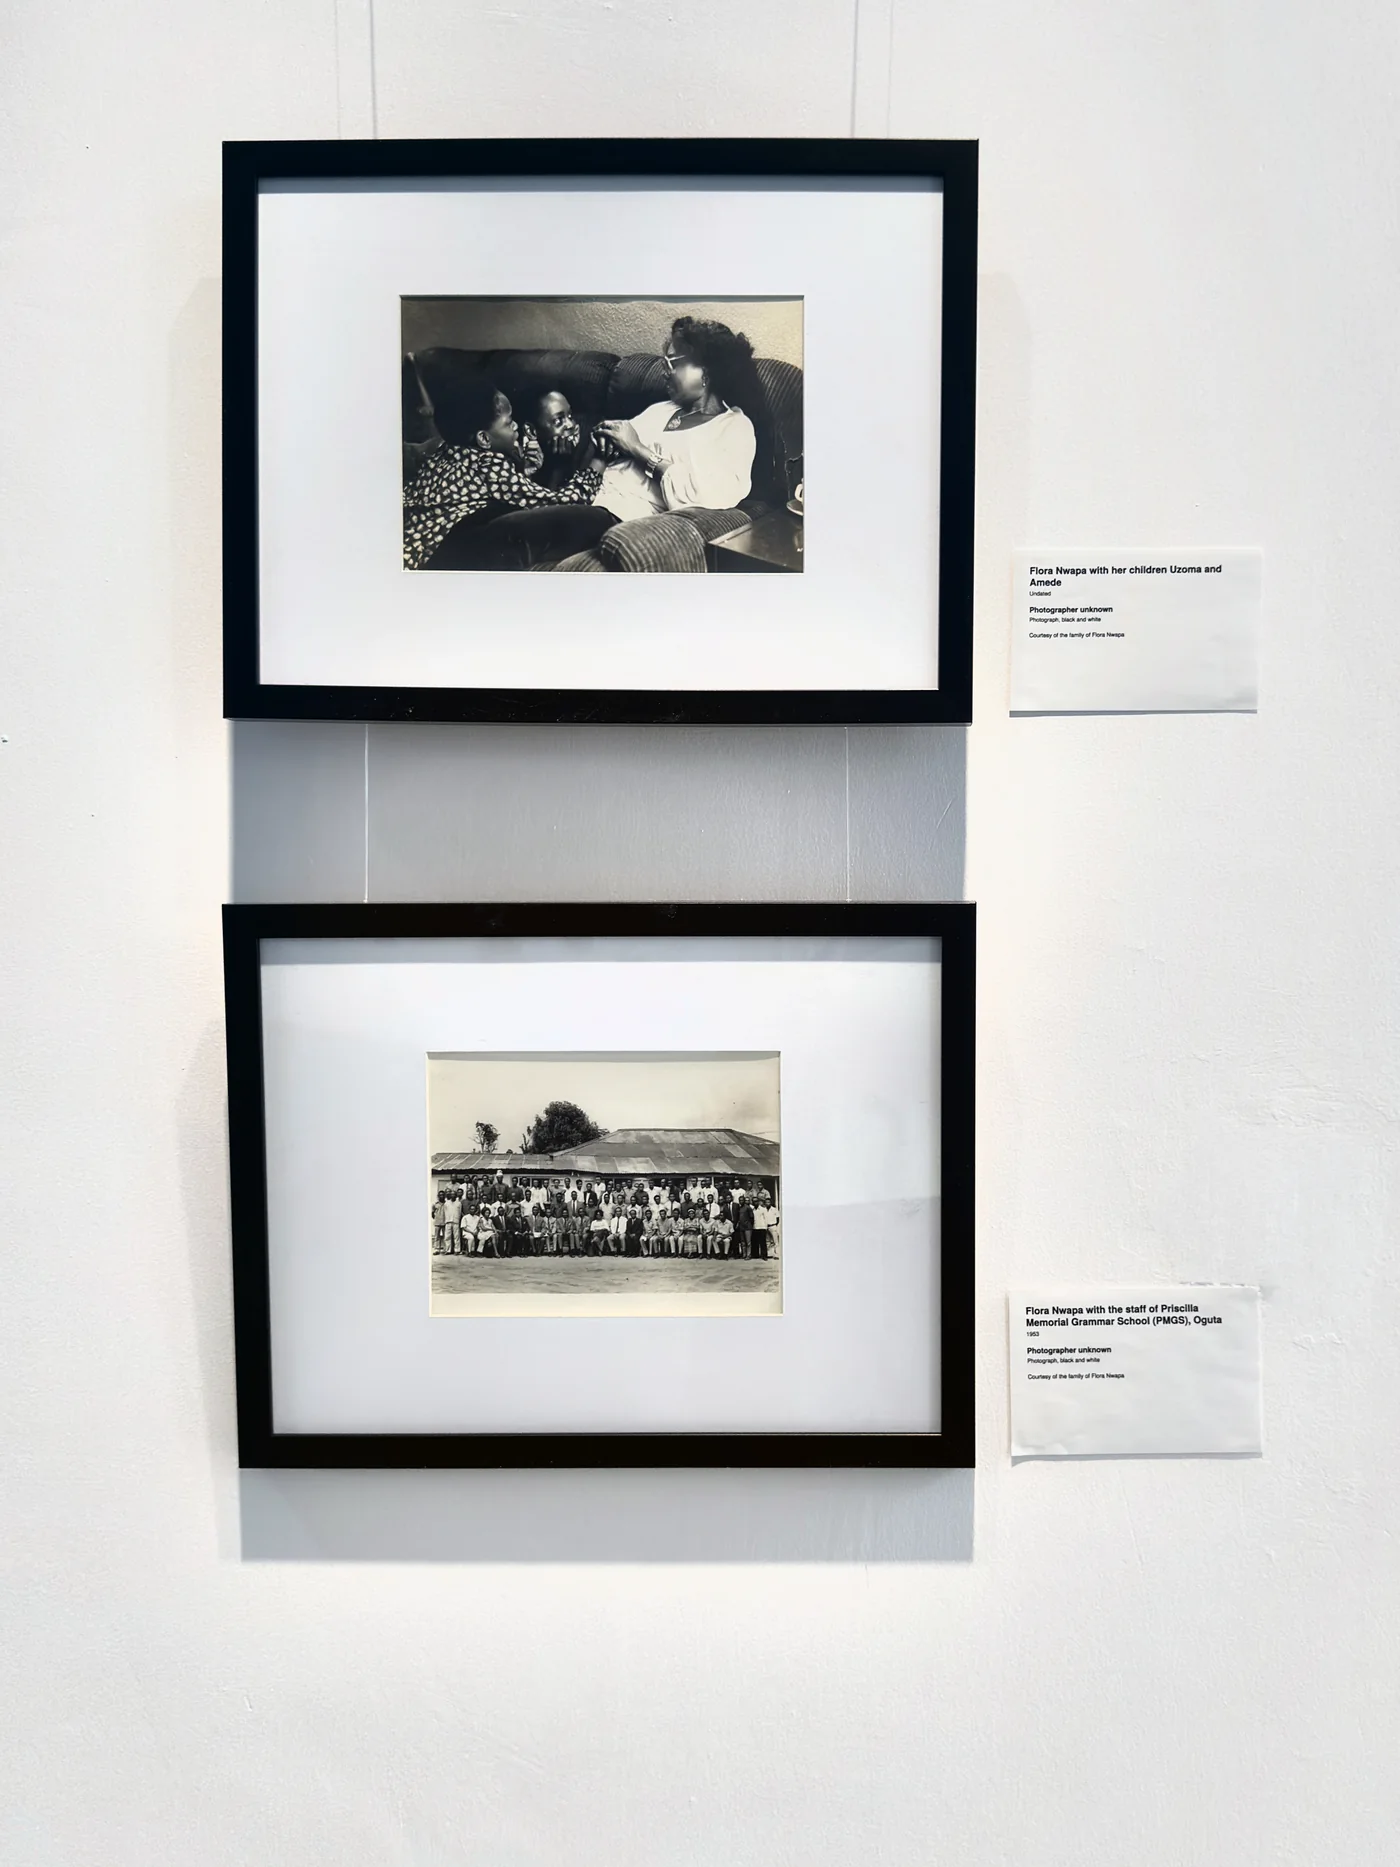 Flora Nwapa with her children Uzoma and
Amede
Undated
Photographer unknown
Photograph, black and white
Courtesy of the family of Flora Nwapa
Flora Nwapa with the staff of Priscilla
Memorial Grammar School (PMGS), Oguta
1953
Photographer unknown
Photograph, black and white
Courtesy of the family of Flora Nwapa